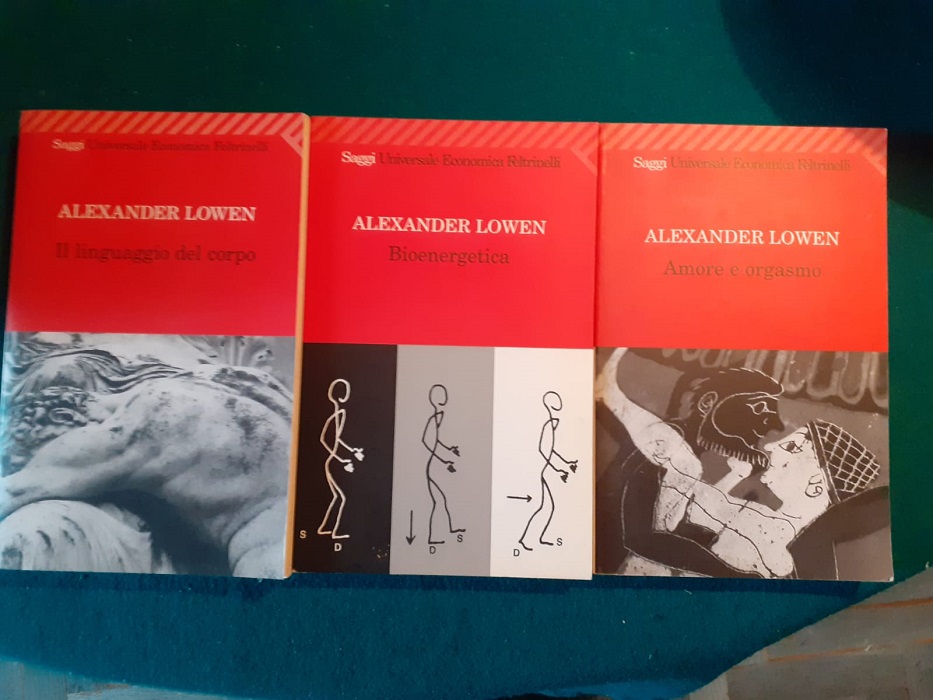 Saggi Universale Economica Feltrinelli
ALEXANDER LOWEN
Il linguaggio del corpo
Saggi Universale Economica Feltrinelli
ALEXANDER LOWEN
Bioenergetica
S
D
D
S
D
S
Saggi Universale Economica Feltrinelli
ALEXANDER LOWEN
Amore e orgasmo